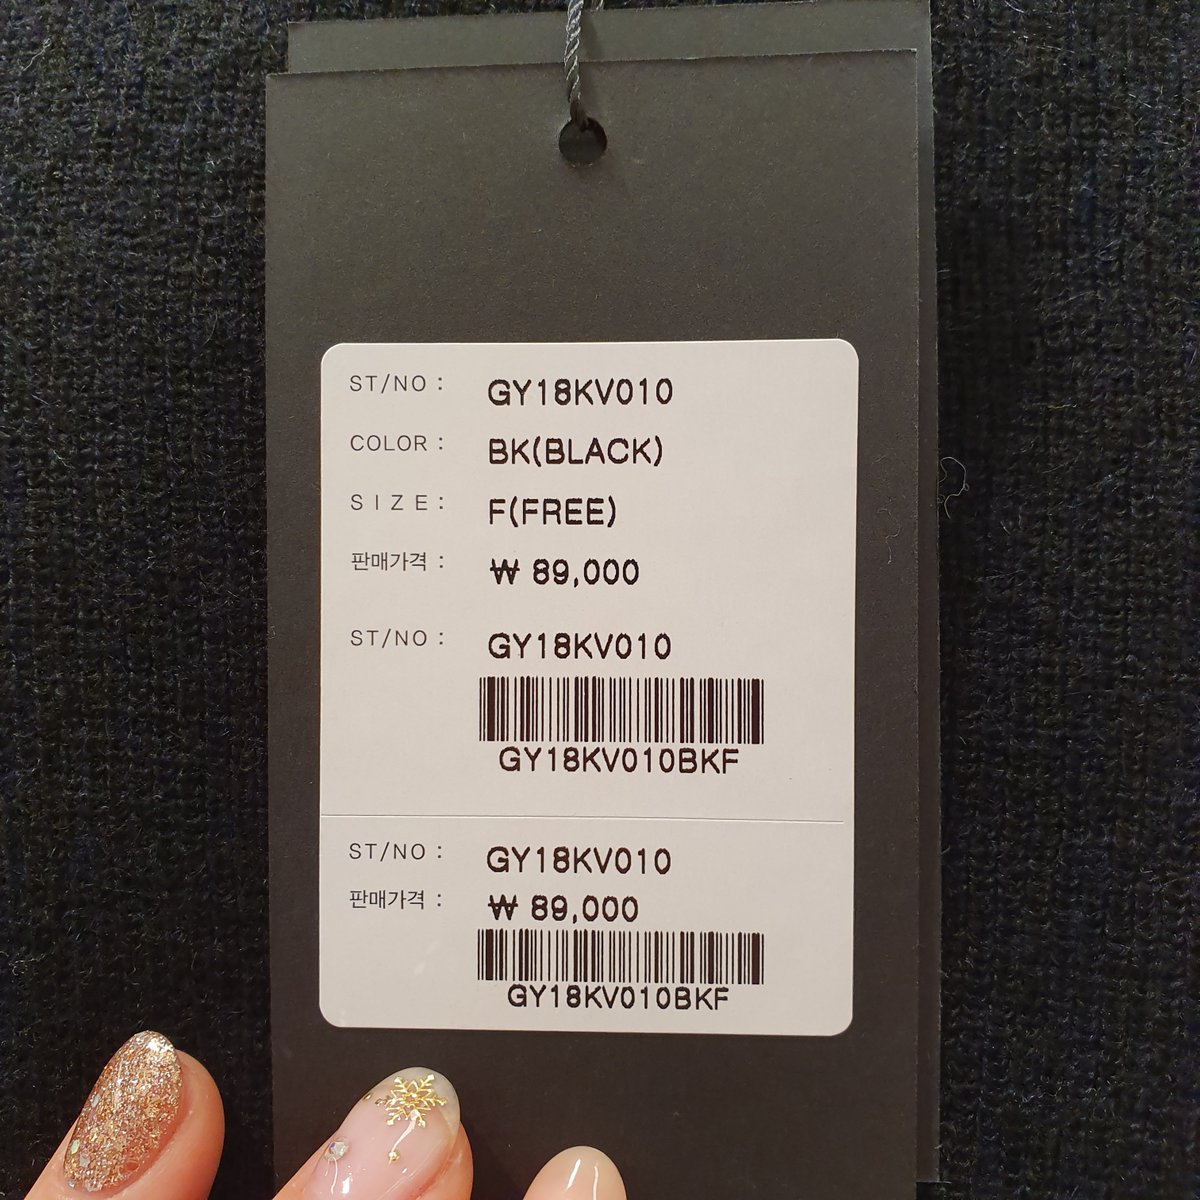 ST/NO : GY18KV010
COLOR : BK(BLACK)
SIZE : F(FREE)
판매가격 : ₩ 89,000
ST/NO : GY18KV010
GY18KV010BKF
ST/NO : GY18KV010
판매가격 : ₩ 89,000
GY18KV010BKF